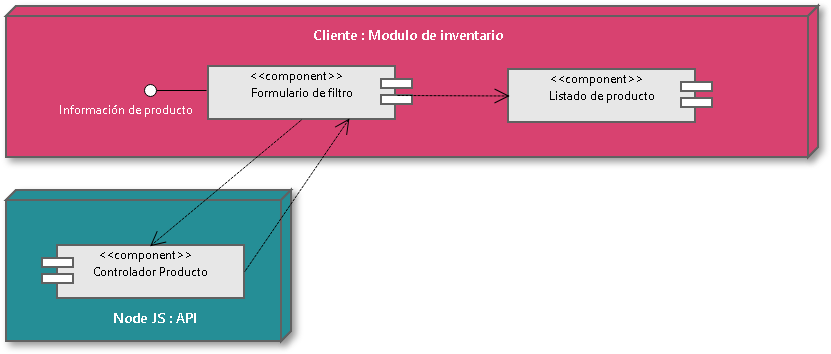 Cliente : Modulo de inventario
<<component>>
Formulario de filtro
<<component>>
Listado de producto
Información de producto
<<component>>
Controlador Producto
Node JS : API